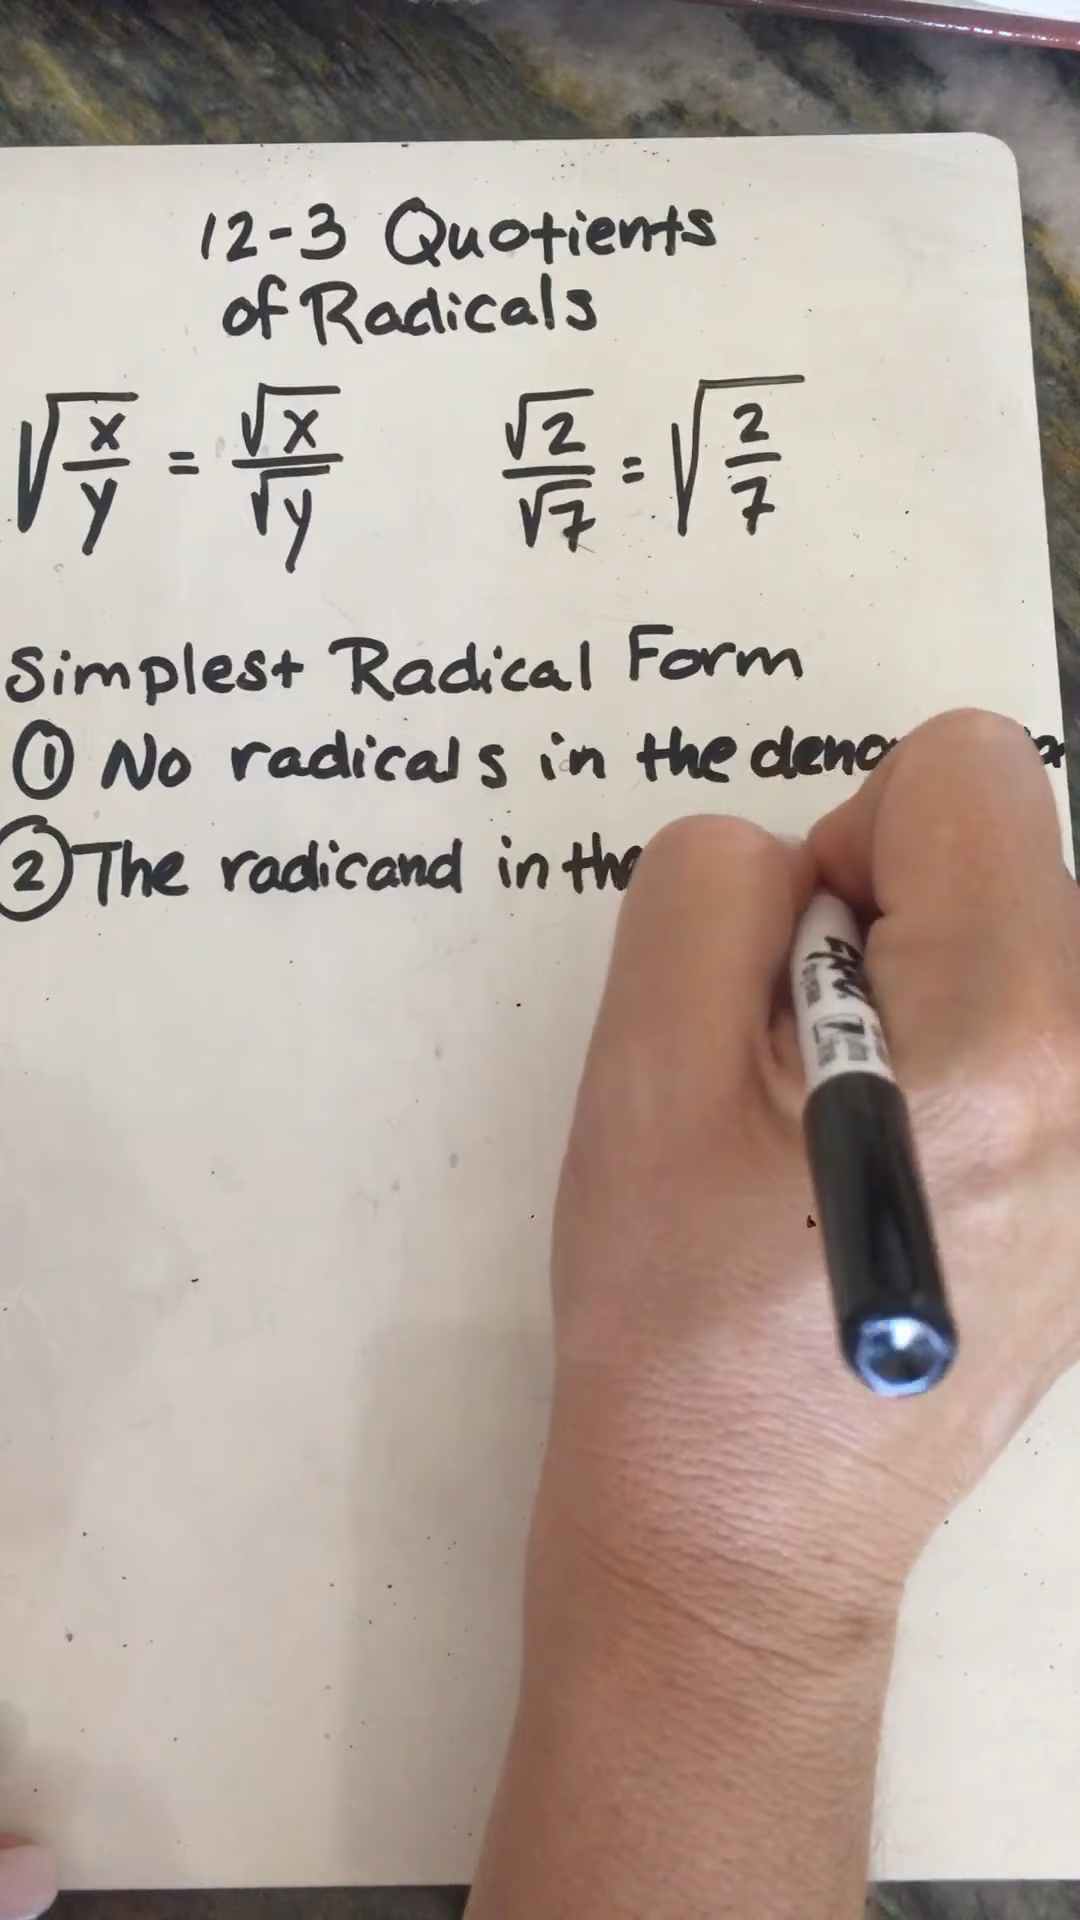 12-3 Quotients
of Radicals
√x/y = √x/√y √2/√7 = √2/7
Simplest Radical Form
① No radicals in the
② The radicand in the